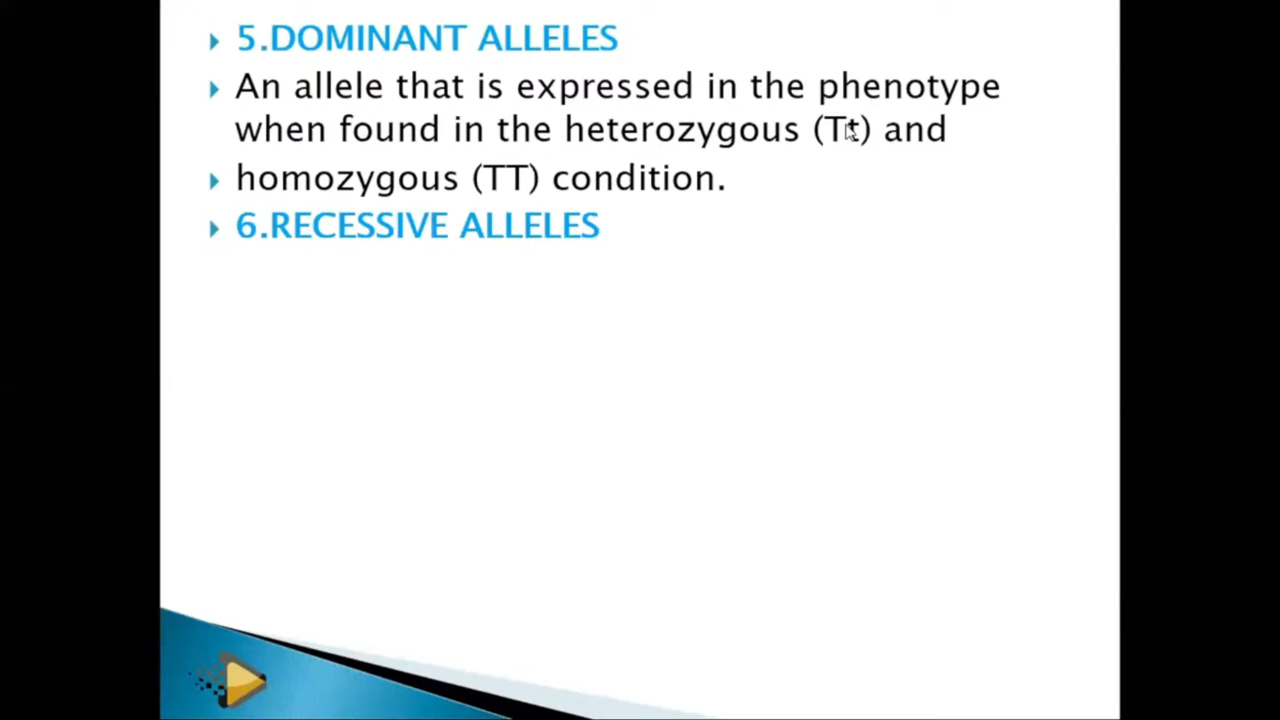 5.DOMINANT ALLELES
An allele that is expressed in the phenotype
when found in the heterozygous (Tt) and
homozygous (TT) condition.
6.RECESSIVE ALLELES